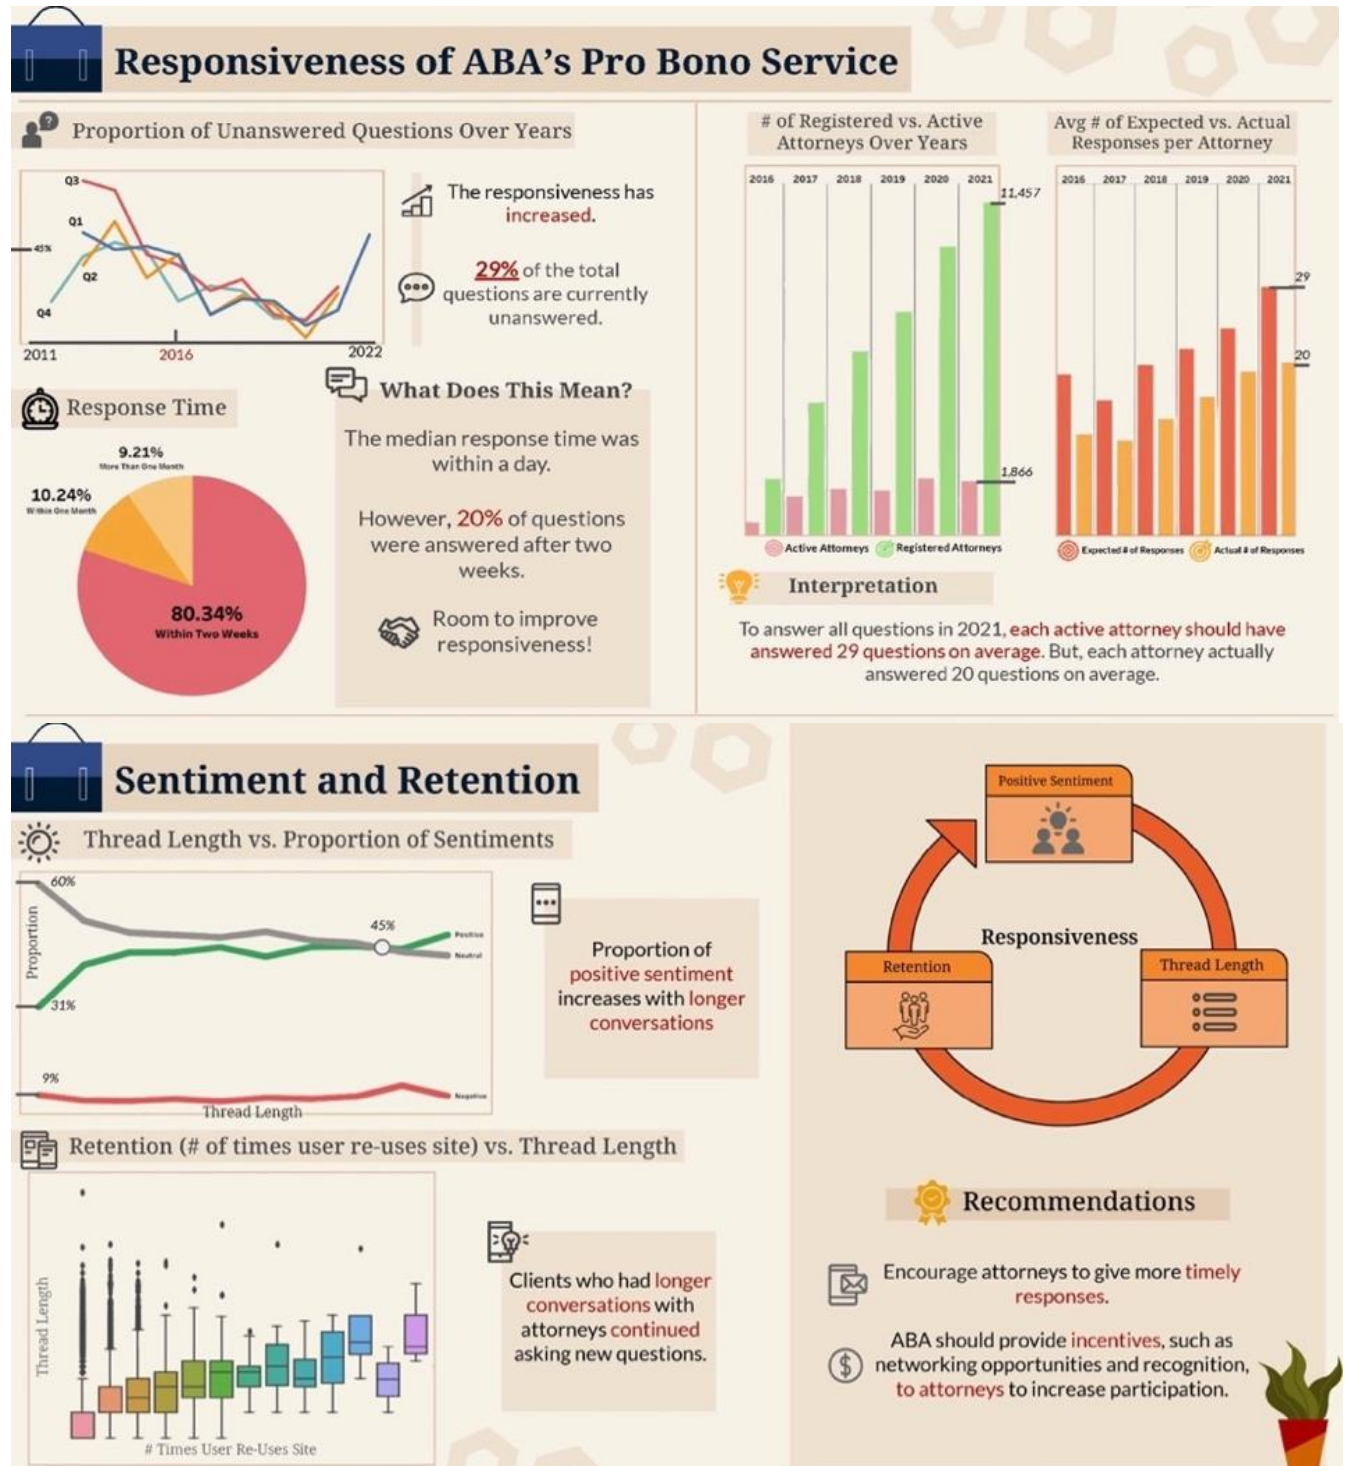 Responsiveness of ABA's Pro Bono Service
Proportion of Unanswered Questions Over Years
Q3
Q1
45%
Q2
Q4
2011
2016
2022
The responsiveness has
increased.
29% of the total
questions are currently
unanswered.
Response Time
9.21%
More Than One Month
10.24%
Within One Month
80.34%
Within Two Weeks
What Does This Mean?
The median response time was
within a day.
However, 20% of questions
were answered after two
weeks.
Room to improve
responsiveness!
# of Registered vs. Active
Attorneys Over Years
2016 2017 2018 2019 2020 2021
11,457
1,866
Active Attorneys Registered Attorneys
Avg # of Expected vs. Actual
Responses per Attorney
2016 2017 2018 2019 2020 2021
29
20
Expected # of Responses Actual # of Responses
Interpretation
To answer all questions in 2021, each active attorney should have
answered 29 questions on average. But, each attorney actually
answered 20 questions on average.
Sentiment and Retention
Thread Length vs. Proportion of Sentiments
60%
Proportion
45%
Positive
Neutral
31%
9%
Negative
Thread Length
Proportion of
positive sentiment
increases with longer
conversations
Retention (# of times user re-uses site) vs. Thread Length
Thread Length
# Times User Re-Uses Site
Clients who had longer
conversations with
attorneys continued
asking new questions.
Positive Sentiment
Responsiveness
Retention
Thread Length
Recommendations
Encourage attorneys to give more timely
responses.
ABA should provide incentives, such as
networking opportunities and recognition,
to attorneys to increase participation.